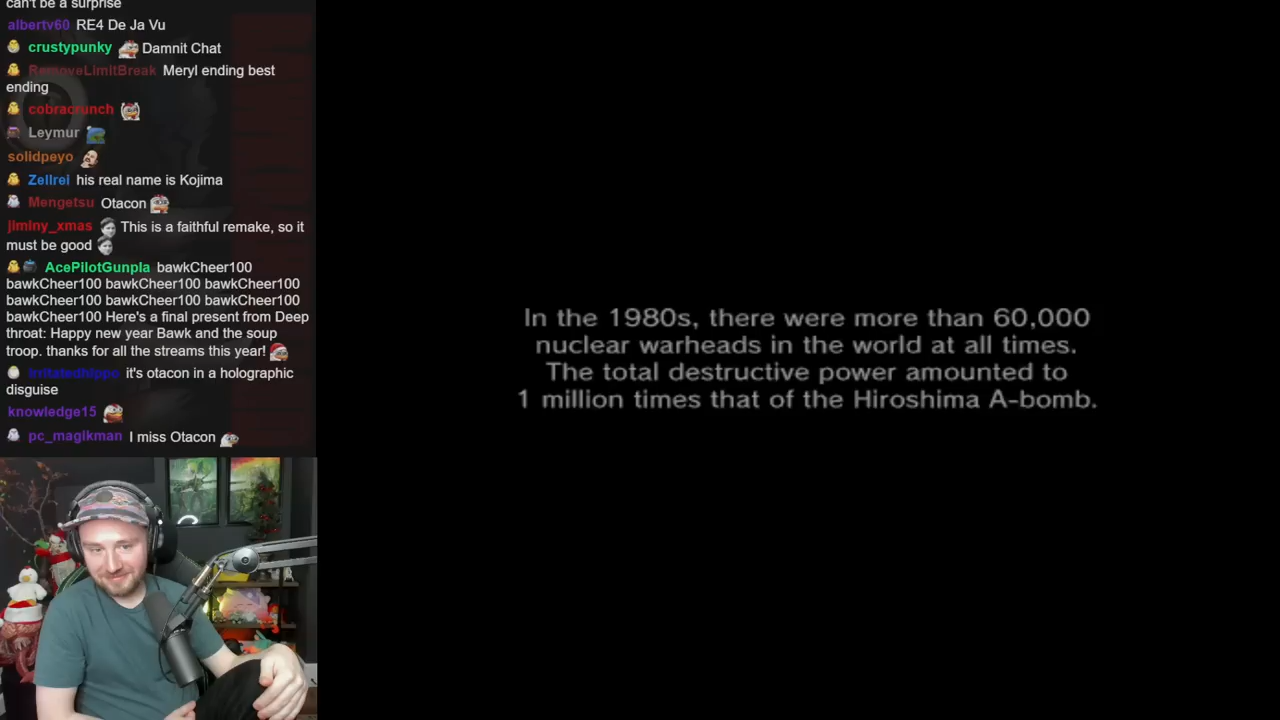 can't be a surprise
albertv60 RE4 De Ja Vu
crustypunky Damnit Chat
RemoveLimitBreak Meryl ending best
ending
cobracrunch
Leymur
solidpeyo
Zellrei his real name is Kojima
Mengetsu Otacon
jiminy_xmas This is a faithful remake, so it
must be good
AcePilotGunpla bawkCheer100
bawkCheer100 bawkCheer100 bawkCheer100
bawkCheer100 bawkCheer100 bawkCheer100
bawkCheer100 Here's a final present from Deep
throat: Happy new year Bawk and the soup
troop. thanks for all the streams this year!
irritatedhippo it's otacon in a holographic
disguise
knowledge15
pc_magikman I miss Otacon
In the 1980s, there were more than 60,000
nuclear warheads in the world at all times.
The total destructive power amounted to
1 million times that of the Hiroshima A-bomb.